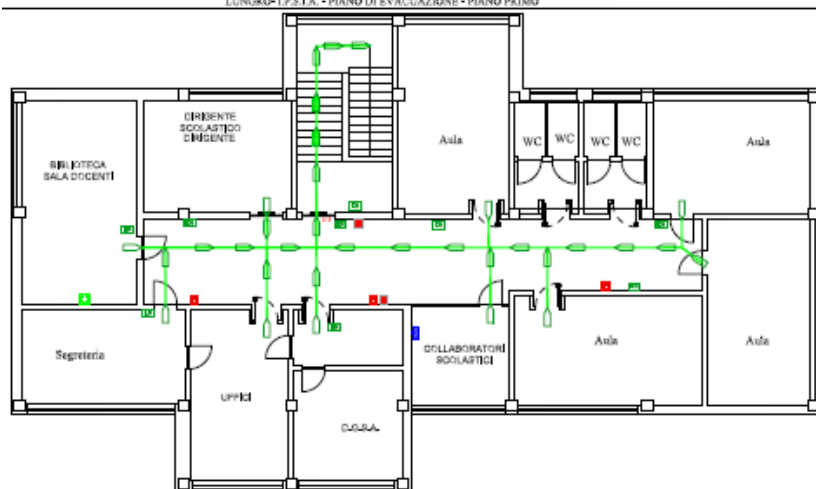 LUNGRO- I.P.S.I.A. - PIANO DI EVACUAZIONE - PIANO PRIMO
DIRIGENTE
SCOLASTICO
DIRIGENTE
BIBLIOTECA
SALA DOCENTI
Aula
WC
WC
WC
WC
Aula
Segreteria
UFFICI
D.G.S.A.
COLLABORATORI
SCOLASTICI
Aula
Aula